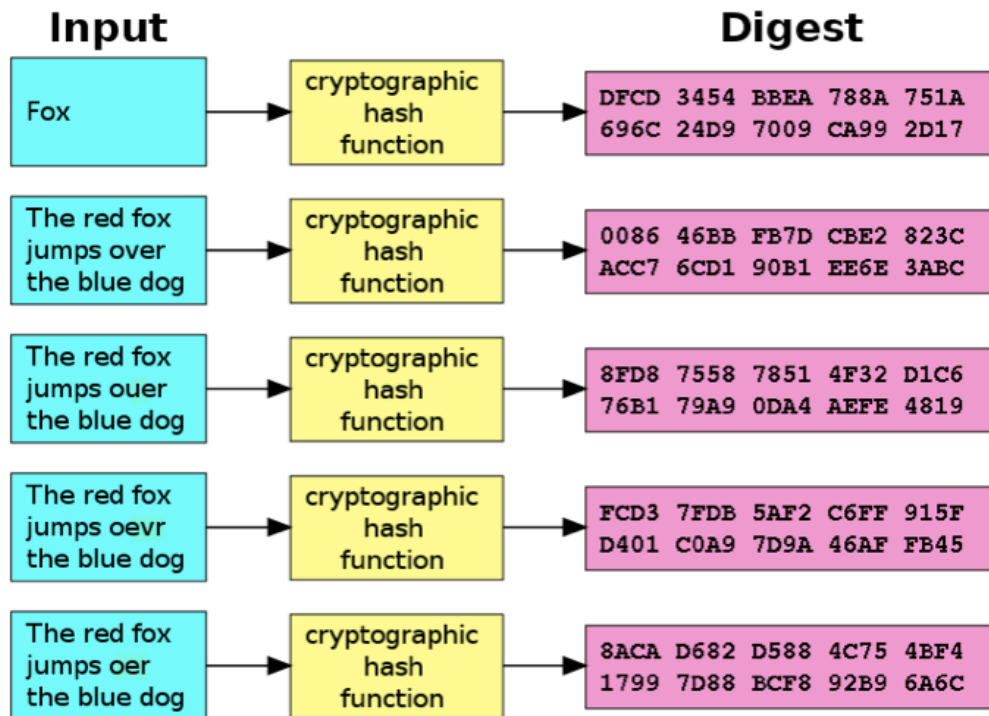 Input
Digest
Fox
cryptographic
hash
function
DFCD 3454 BBEA 788A 751A
696C 24D9 7009 CA99 2D17
The red fox
jumps over
the blue dog
cryptographic
hash
function
0086 46BB FB7D CBE2 823C
ACC7 6CD1 90B1 EE6E 3ABC
The red fox
jumps ouer
the blue dog
cryptographic
hash
function
8FD8 7558 7851 4F32 D1C6
76B1 79A9 0DA4 AEFE 4819
The red fox
jumps oevr
the blue dog
cryptographic
hash
function
FCD3 7FDB 5AF2 C6FF 915F
D401 C0A9 7D9A 46AF FB45
The red fox
jumps oer
the blue dog
cryptographic
hash
function
8ACA D682 D588 4C75 4BF4
1799 7D88 BCF8 92B9 6A6C